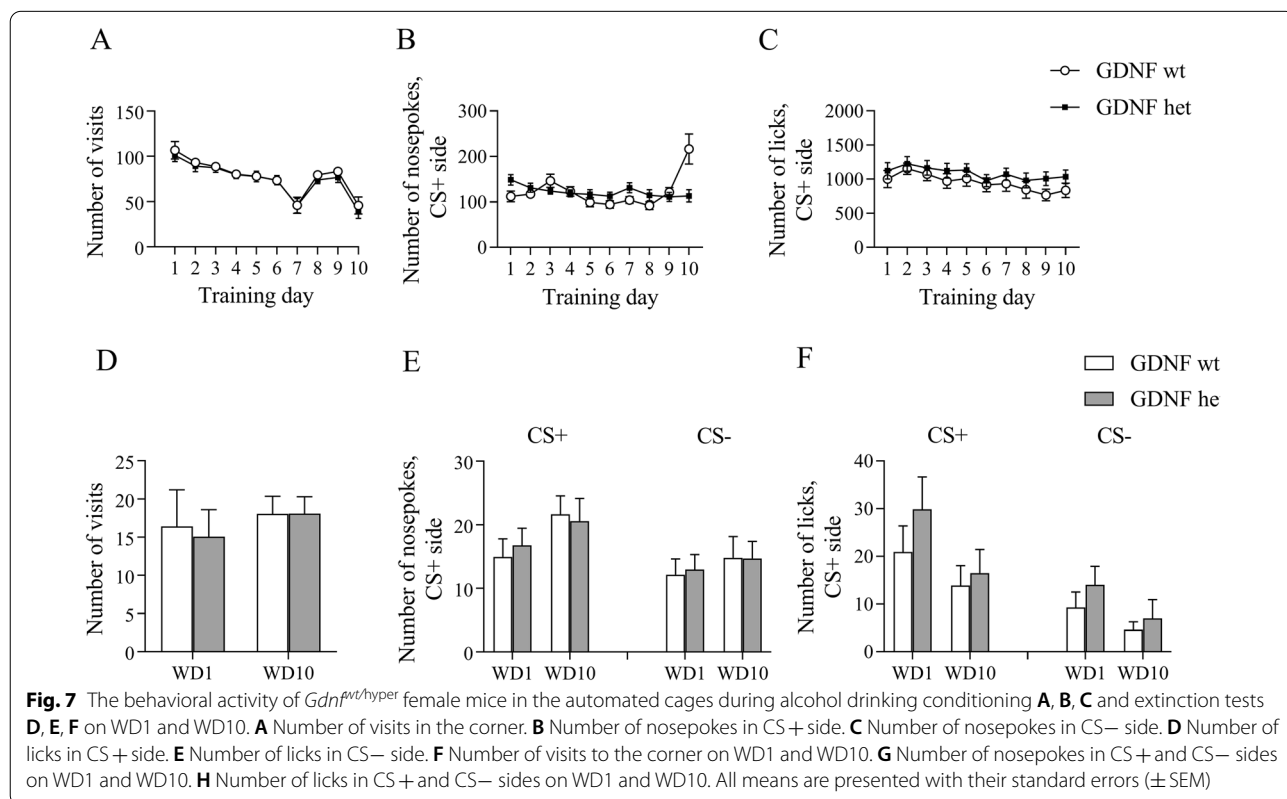 A
B
C
GDNF wt
GDNF het
Number of visits
150
100
50
0
1 2 3 4 5 6 7 8 9 10
Training day
Number of nosepokes,
CS+ side
300
200
100
0
1 2 3 4 5 6 7 8 9 10
Training day
Number of licks,
CS+ side
2000
1500
1000
500
0
1 2 3 4 5 6 7 8 9 10
Training day
D
E
F
GDNF wt
GDNF he
Number of visits
25
20
15
10
5
0
WD1 WD10
Number of nosepokes,
CS+ side
CS+ CS-
30
20
10
0
WD1 WD10 WD1 WD10
Number of licks,
CS+ side
CS+ CS-
40
30
20
10
0
WD1 WD10 WD1 WD10
Fig. 7 The behavioral activity of Gdnfwt/hyper female mice in the automated cages during alcohol drinking conditioning A, B, C and extinction tests
D, E, F on WD1 and WD10. A Number of visits in the corner. B Number of nosepokes in CS + side. C Number of nosepokes in CS− side. D Number of
licks in CS + side. E Number of licks in CS− side. F Number of visits to the corner on WD1 and WD10. G Number of nosepokes in CS + and CS− sides
on WD1 and WD10. H Number of licks in CS + and CS− sides on WD1 and WD10. All means are presented with their standard errors (± SEM)